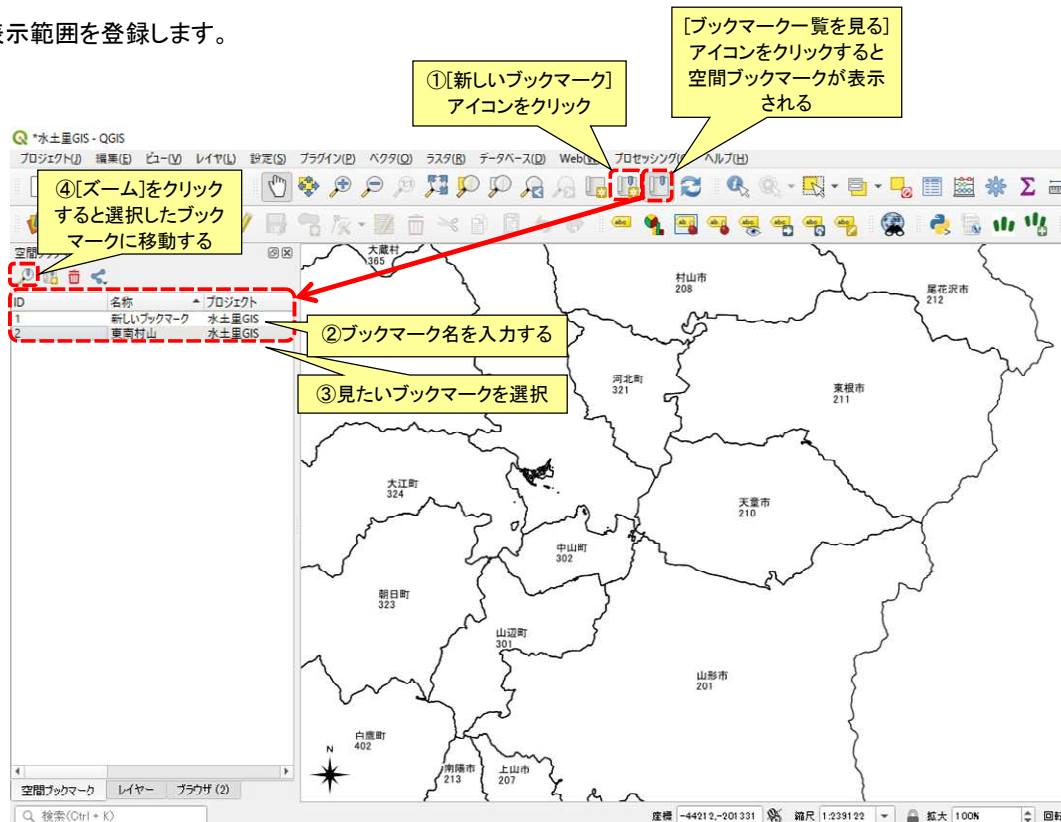 表示範囲を登録します。
[ブックマーク一覧を見る]
アイコンをクリックすると
空間ブックマークが表示
される
①[新しいブックマーク]
アイコンをクリック
*水土里GIS - QGIS
プロジェクト(J) 編集(E) ビュー(V) レイヤ(L) 設定(S) プラグイン(P) ベクタ(O) ラスタ(R) データベース(D) Web(W) プロセッシング(C) ヘルプ(H)
④[ズーム]をクリック
すると選択したブック
マークに移動する
ID 名称 プロジェクト
1 新しいブックマーク 水土里GIS
2 東南村山 水土里GIS
②ブックマーク名を入力する
③見たいブックマークを選択
大蔵村
365
村山市
208
尾花沢市
212
河北町
321
東根市
211
大江町
324
天童市
210
中山町
302
朝日町
323
山辺町
301
山形市
201
白鷹町
402
N
南陽市
213
上山市
207
空間ブックマーク レイヤー ブラウザ (2)
検索(Ctrl + K)
座標 -44212,-201331 縮尺 1:239122 拡大 100%